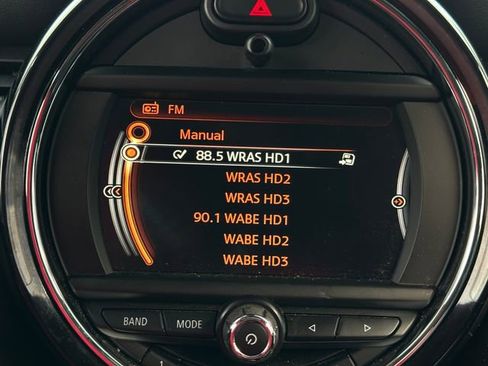 FM
Manual
88.5 WRAS HD1
WRAS HD2
WRAS HD3
90.1 WABE HD1
WABE HD2
WABE HD3
BAND MODE
1